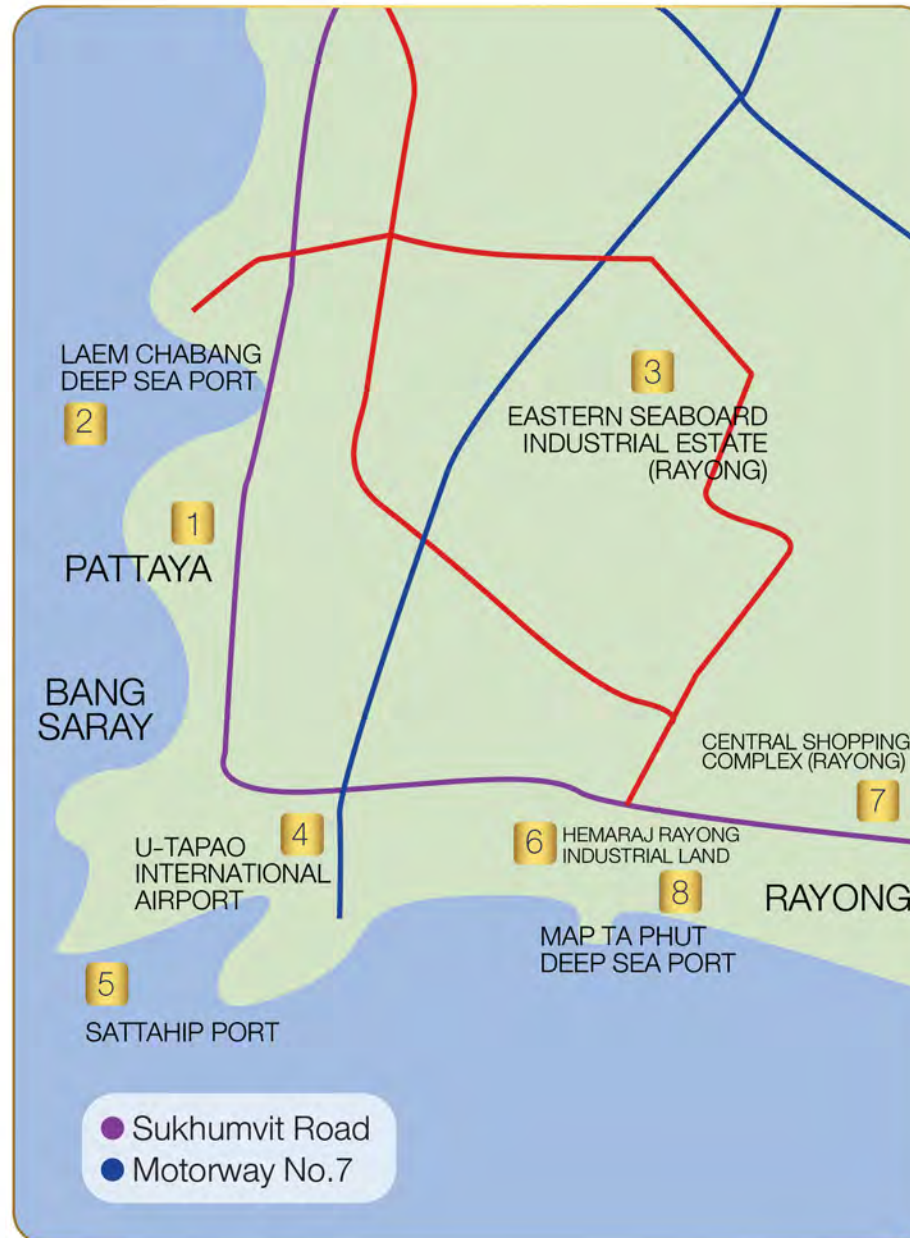 LAEM CHABANG
DEEP SEA PORT
2
3
EASTERN SEABOARD
INDUSTRIAL ESTATE
(RAYONG)
1
PATTAYA
BANG
SARAY
CENTRAL SHOPPING
COMPLEX (RAYONG)
7
4
U-TAPAO
INTERNATIONAL
AIRPORT
6
HEMARAJ RAYONG
INDUSTRIAL LAND
8
RAYONG
MAP TA PHUT
DEEP SEA PORT
5
SATTAHIP PORT
Sukhumvit Road
Motorway No.7